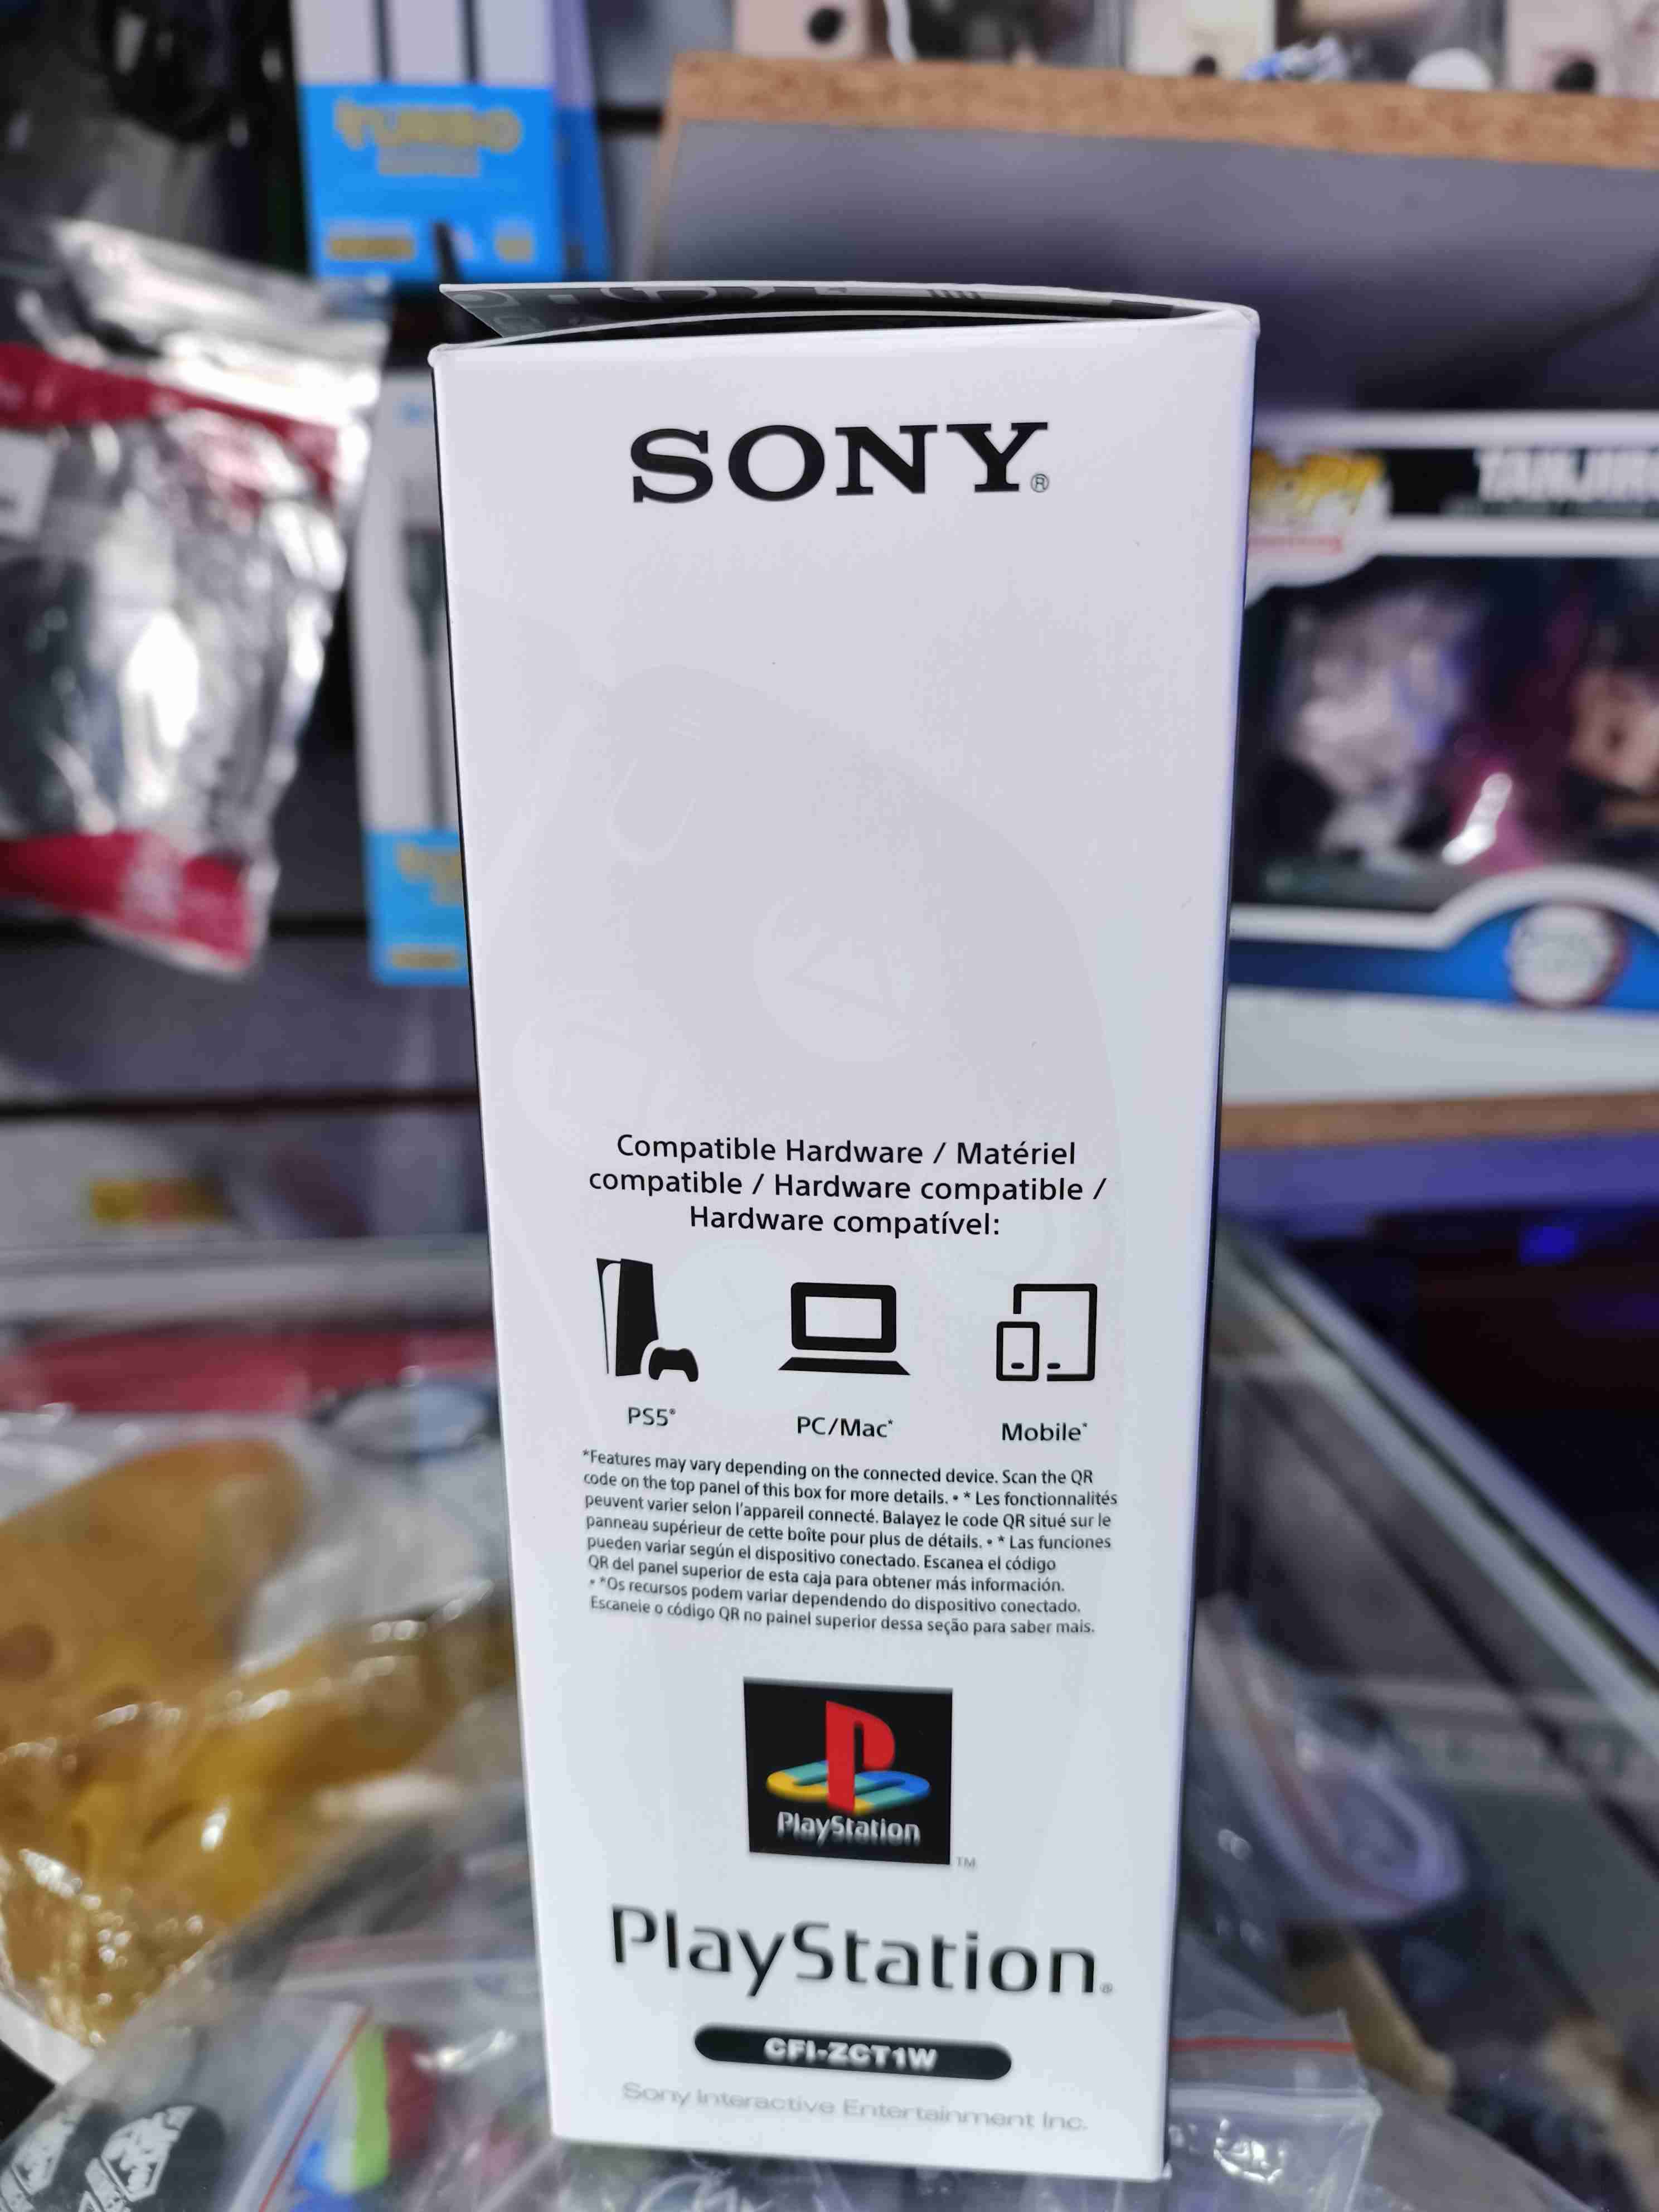 TURBO
SONY®
TANJIRO
Compatible Hardware / Matériel
compatible / Hardware compatible /
Hardware compatível:
PS5*
PC/Mac*
Mobile*
*Features may vary depending on the connected device. Scan the QR
code on the top panel of this box for more details. • * Les fonctionnalités
peuvent varier selon l'appareil connecté. Balayez le code QR situé sur le
panneau supérieur de cette boîte pour plus de détails. • * Las funciones
pueden variar según el dispositivo conectado. Escanea el código
QR del panel superior de esta caja para obtener más información.
• *Os recursos podem variar dependendo do dispositivo conectado.
Escaneie o código QR no painel superior dessa seção para saber mais.
PlayStation
TM
PlayStation®
CFI-ZCT1W
Sony Interactive Entertainment Inc.